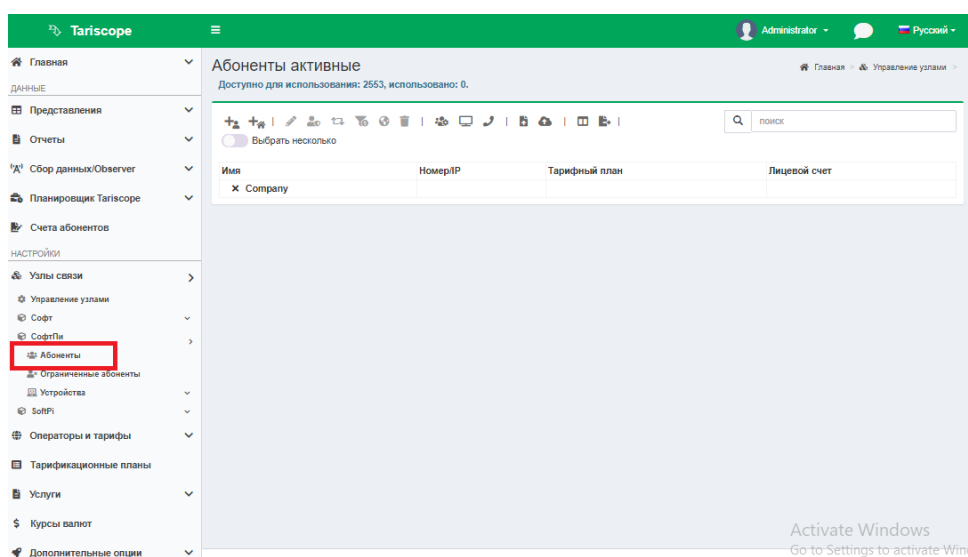 Tariscope
Administrator
Русский
Главная
ДАННЫЕ
Представления
Отчеты
Сбор данных/Observer
Планировщик Tariscope
Счета абонентов
НАСТРОЙКИ
Узлы связи
Управление узлами
Софт
СофтПи
Абоненты
Ограниченные абоненты
Устройства
SoftPi
Операторы и тарифы
Тарификационные планы
Услуги
$ Курсы валют
Дополнительные опции
Абоненты активные
Главная > Управление узлами >
Доступно для использования: 2553, использовано: 0.
поиск
Выбрать несколько
Имя Номер/IP Тарифный план Лицевой счет
Company
Activate Windows
Go to Settings to activate Win